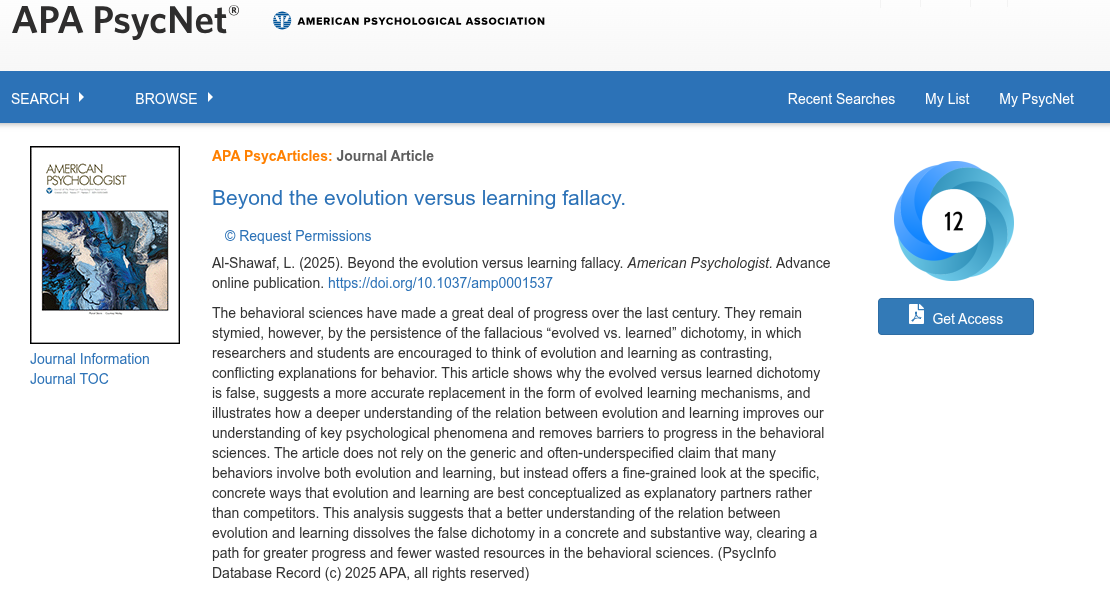 APA PsycNet®
AMERICAN PSYCHOLOGICAL ASSOCIATION
SEARCH
BROWSE
Recent Searches
My List
My PsycNet
AMERICAN
PSYCHOLOGIST
Journal Information
Journal TOC
APA PsycArticles: Journal Article
Beyond the evolution versus learning fallacy.
© Request Permissions
Al-Shawaf, L. (2025). Beyond the evolution versus learning fallacy. American Psychologist. Advance
online publication. https://doi.org/10.1037/amp0001537
The behavioral sciences have made a great deal of progress over the last century. They remain
stymied, however, by the persistence of the fallacious “evolved vs. learned” dichotomy, in which
researchers and students are encouraged to think of evolution and learning as contrasting,
conflicting explanations for behavior. This article shows why the evolved versus learned dichotomy
is false, suggests a more accurate replacement in the form of evolved learning mechanisms, and
illustrates how a deeper understanding of the relation between evolution and learning improves our
understanding of key psychological phenomena and removes barriers to progress in the behavioral
sciences. The article does not rely on the generic and often-underspecified claim that many
behaviors involve both evolution and learning, but instead offers a fine-grained look at the specific,
concrete ways that evolution and learning are best conceptualized as explanatory partners rather
than competitors. This analysis suggests that a better understanding of the relation between
evolution and learning dissolves the false dichotomy in a concrete and substantive way, clearing a
path for greater progress and fewer wasted resources in the behavioral sciences. (PsycInfo
Database Record (c) 2025 APA, all rights reserved)
12
Get Access